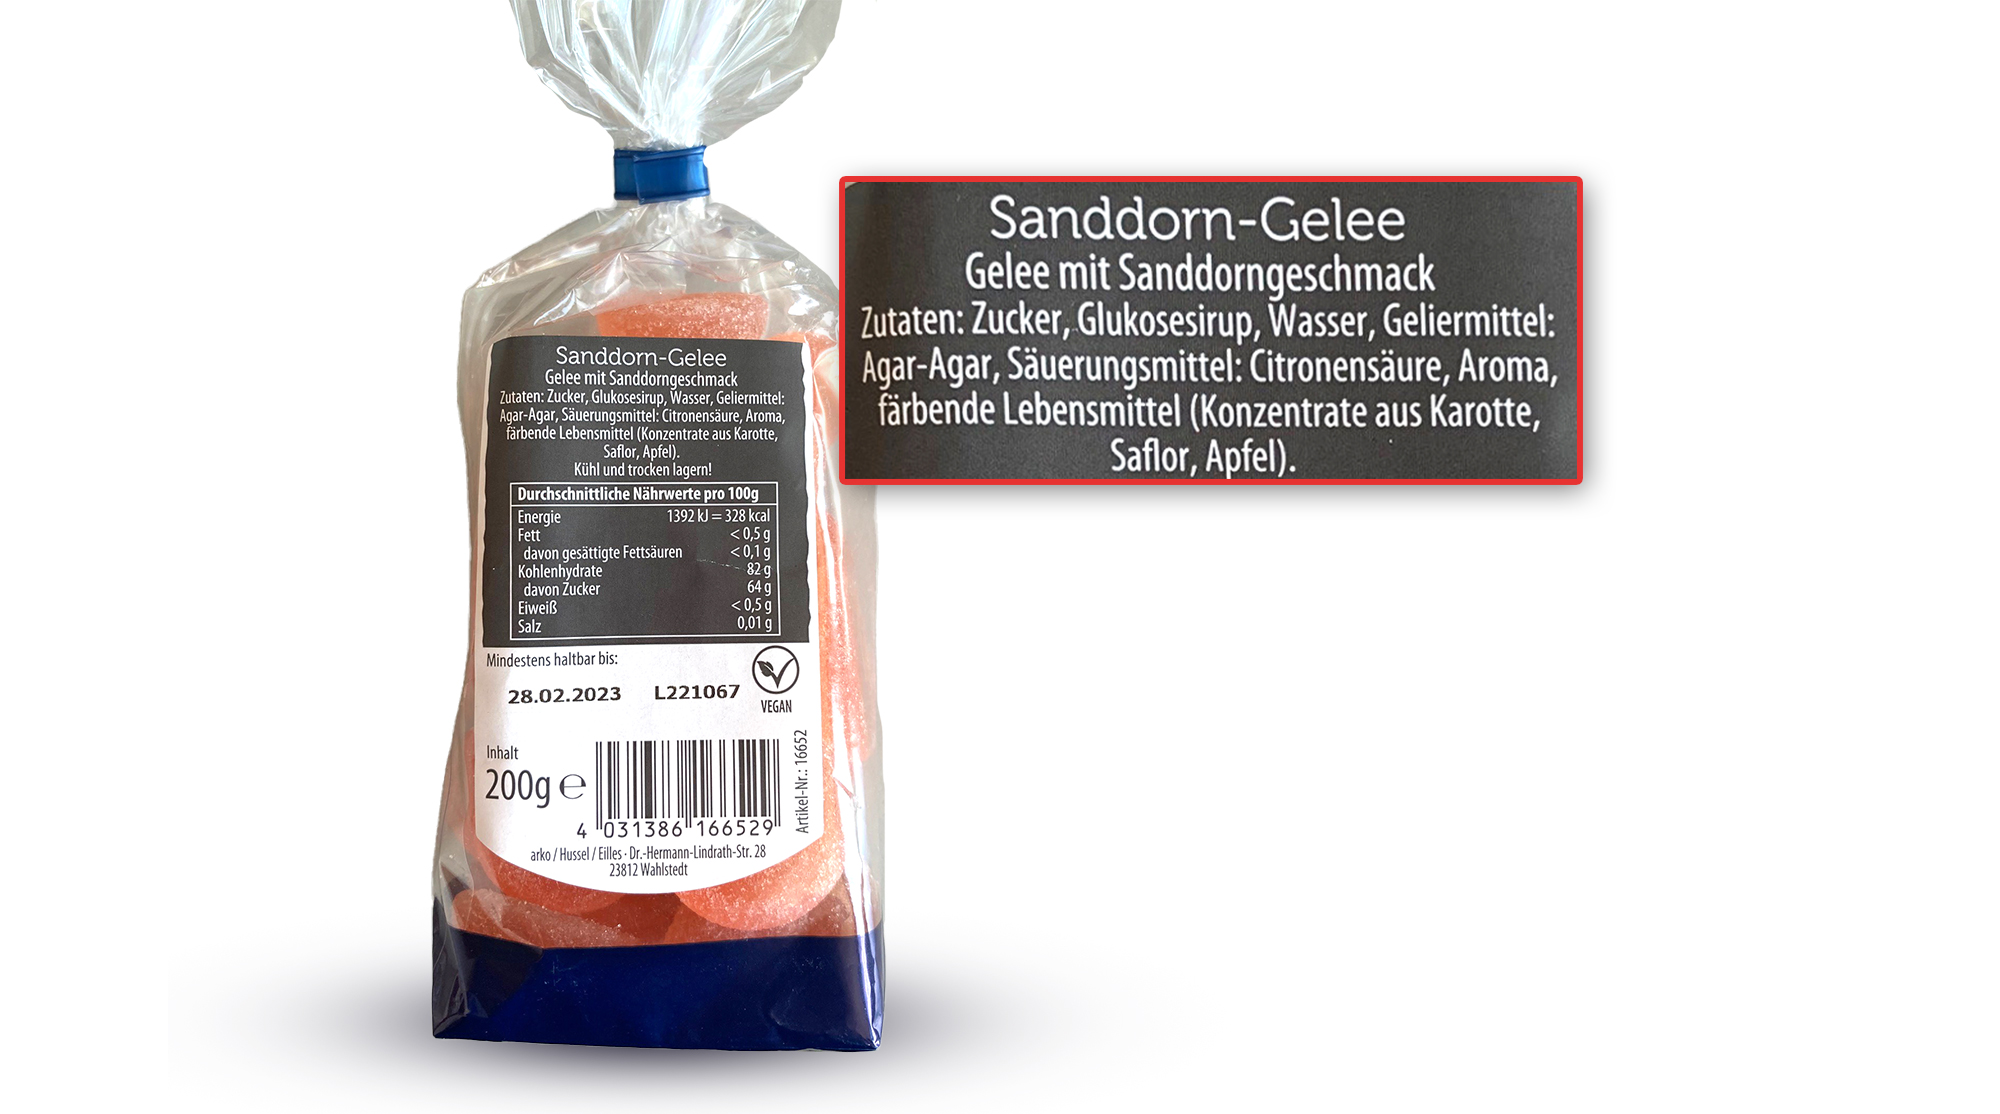 Sanddorn-Gelee
Gelee mit Sanddorngeschmack
Zutaten: Zucker, Glukosesirup, Wasser, Geliermittel:
Agar-Agar, Säuerungsmittel: Citronensäure, Aroma,
färbende Lebensmittel (Konzentrate aus Karotte,
Saflor, Apfel).
Kühl und trocken lagern!
Durchschnittliche Nährwerte pro 100g
Energie 1392 kJ = 328 kcal
Fett < 0,5 g
davon gesättigte Fettsäuren < 0,1 g
Kohlenhydrate 82 g
davon Zucker 64 g
Eiweiß < 0,5 g
Salz 0,01 g
Mindestens haltbar bis:
28.02.2023 L221067
VEGAN
Inhalt
200g ℮
4 031386 166529
Artikel-Nr.: 16652
arko / Hussel / Eilles · Dr.-Hermann-Lindrath-Str. 28
23812 Wahlstedt
Sanddorn-Gelee
Gelee mit Sanddorngeschmack
Zutaten: Zucker, Glukosesirup, Wasser, Geliermittel:
Agar-Agar, Säuerungsmittel: Citronensäure, Aroma,
färbende Lebensmittel (Konzentrate aus Karotte,
Saflor, Apfel).